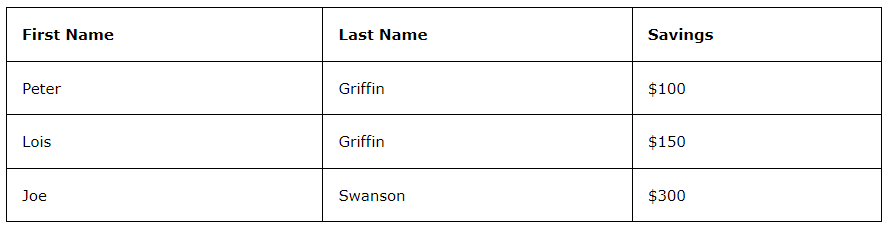 First Name Last Name Savings
Peter Griffin $100
Lois Griffin $150
Joe Swanson $300